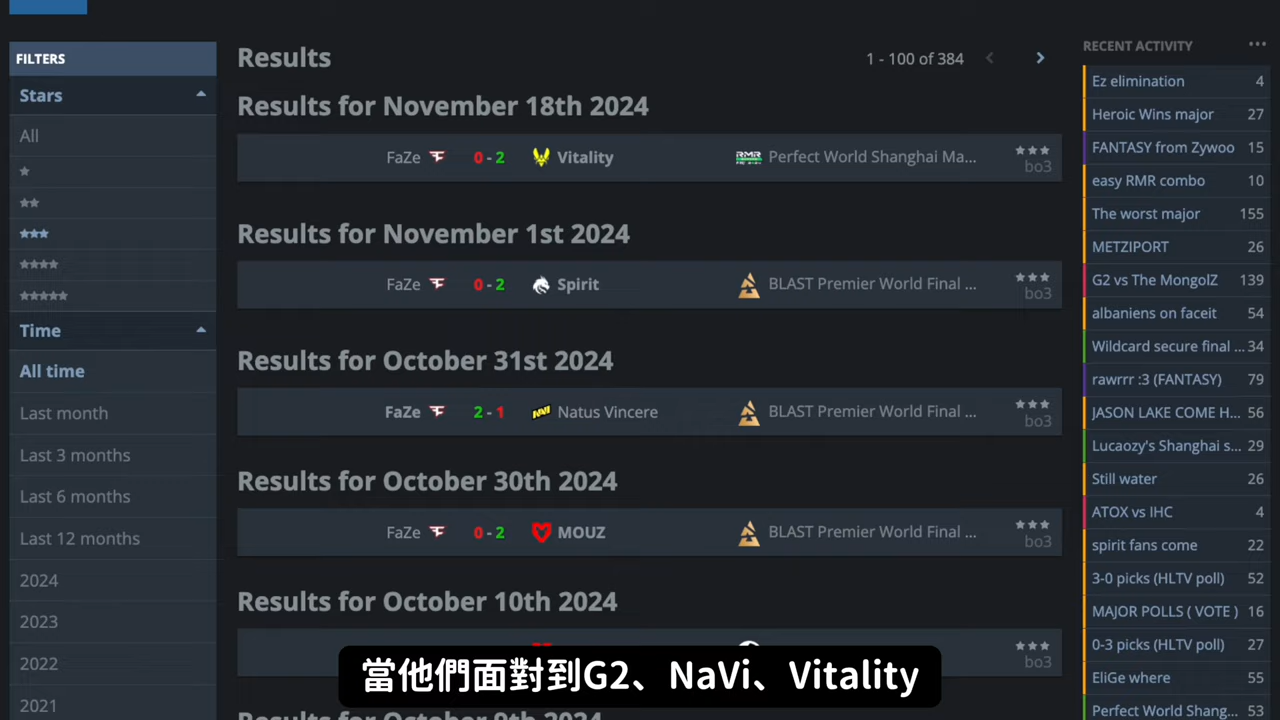 FILTERS
Stars
All
★
★★
★★★
★★★★
★★★★★
Time
All time
Last month
Last 3 months
Last 6 months
Last 12 months
2024
2023
2022
2021
Results
1 - 100 of 384
Results for November 18th 2024
FaZe 0 - 2 Vitality RMR Perfect World Shanghai Ma... ★★★
bo3
Results for November 1st 2024
FaZe 0 - 2 Spirit BLAST Premier World Final ... ★★★
bo3
Results for October 31st 2024
FaZe 2 - 1 NAVI Natus Vincere BLAST Premier World Final ... ★★★
bo3
Results for October 30th 2024
FaZe 0 - 2 MOUZ BLAST Premier World Final ... ★★★
bo3
Results for October 10th 2024
★★★
bo3
當他們面對到G2、NaVi、Vitality
Results for October 9th 2024
RECENT ACTIVITY ...
Ez elimination 4
Heroic Wins major 27
FANTASY from Zywoo 15
easy RMR combo 10
The worst major 155
METZIPORT 26
G2 vs The MongolZ 139
albaniens on faceit 54
Wildcard secure final ... 34
rawrrr :3 (FANTASY) 79
JASON LAKE COME H... 56
Lucaozy's Shanghai s... 29
Still water 26
ATOX vs IHC 4
spirit fans come 22
3-0 picks (HLTV poll) 52
MAJOR POLLS ( VOTE ) 16
0-3 picks (HLTV poll) 27
EliGe where 55
Perfect World Shang... 53